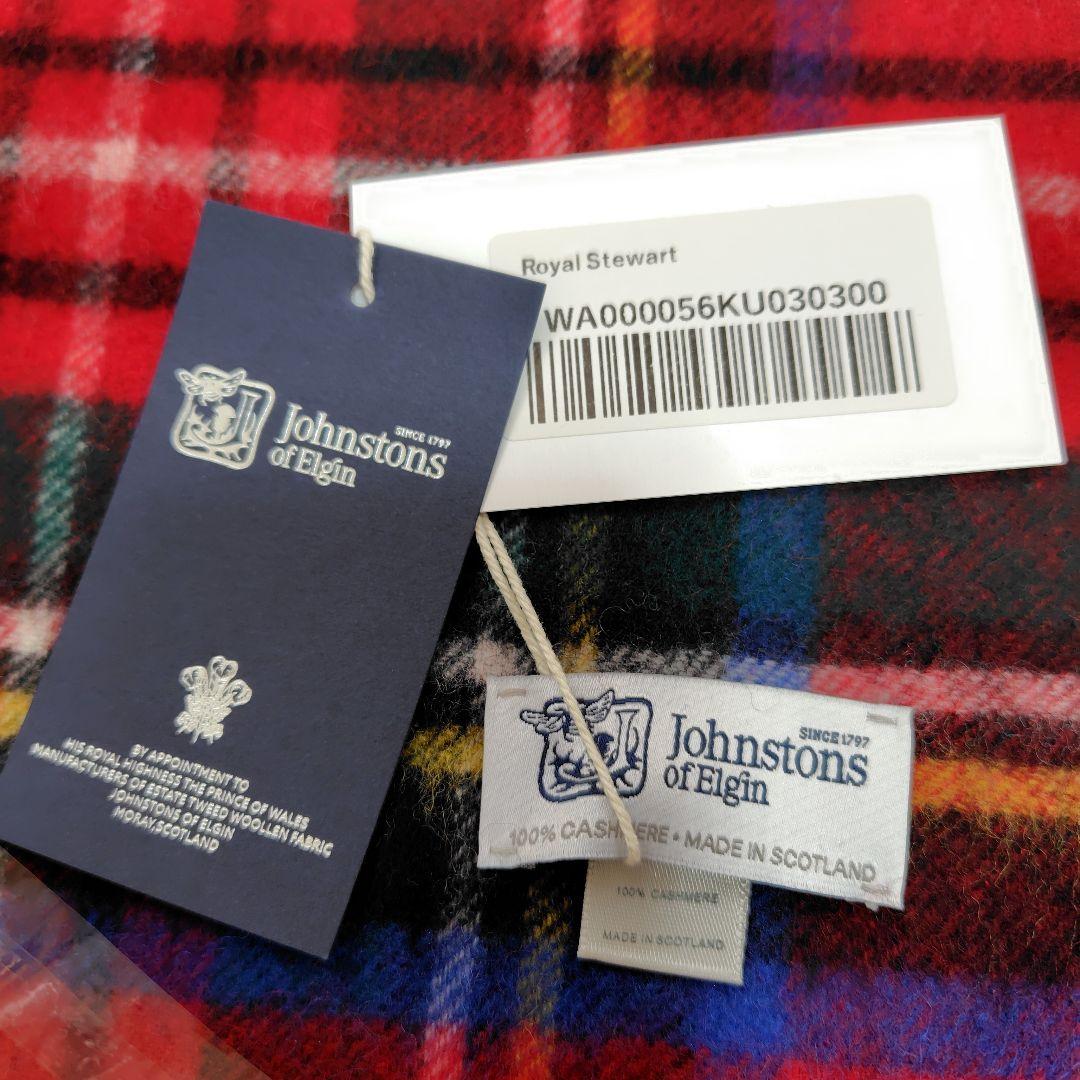 Royal Stewart
WA000056KU030300
SINCE 1797
Johnstons
of Elgin
BY APPOINTMENT TO
HIS ROYAL HIGHNESS THE PRINCE OF WALES
MANUFACTURERS OF ESTATE TWEED WOOLLEN FABRIC
JOHNSTONS OF ELGIN
MORAY, SCOTLAND
SINCE 1797
Johnstons
of Elgin
100% CASHMERE • MADE IN SCOTLAND
100% CASHMERE
MADE IN SCOTLAND